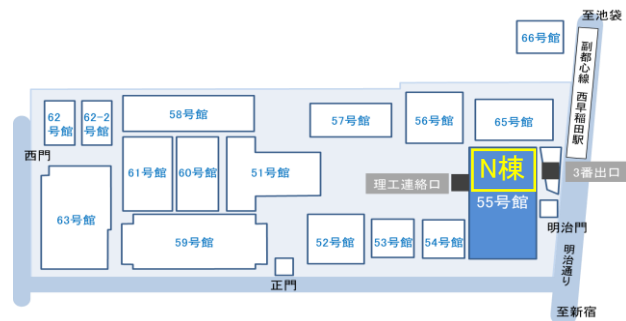 至池袋
66号館
副都心線 西早稲田駅
62
号館
62-2
号館
58号館
57号館
56号館
65号館
西門
61号館
60号館
51号館
N棟
3番出口
理工連絡口
55号館
63号館
59号館
52号館
53号館
54号館
明治門
正門
明治通り
至新宿